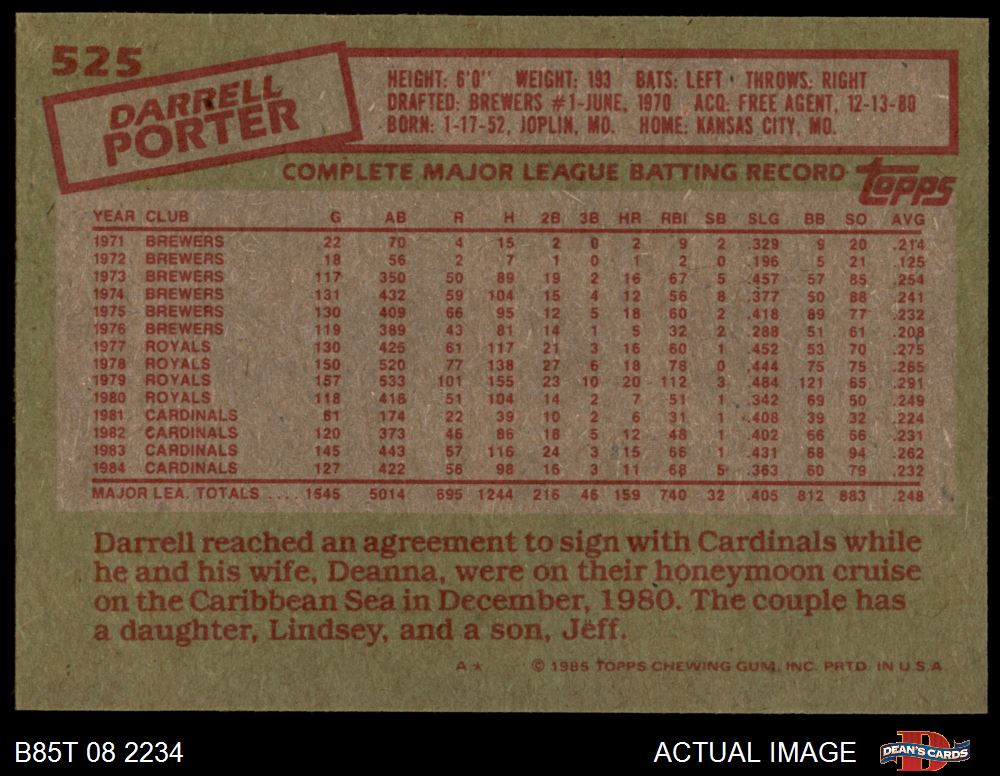 525
DARRELL
PORTER
HEIGHT: 6'0" WEIGHT: 193 BATS: LEFT THROWS: RIGHT
DRAFTED: BREWERS #1-JUNE, 1970 ACQ: FREE AGENT, 12-13-80
BORN: 1-17-52, JOPLIN, MO. HOME: KANSAS CITY, MO.
COMPLETE MAJOR LEAGUE BATTING RECORD topps
YEAR CLUB G AB R H 2B 3B HR RBI SB SLG BB SO AVG
1971 BREWERS 22 70 4 15 2 0 2 9 2 .329 9 20 .214
1972 BREWERS 18 56 2 7 1 0 1 2 0 .196 5 21 .125
1973 BREWERS 117 350 50 89 19 2 16 67 5 .457 57 85 .254
1974 BREWERS 131 432 59 104 15 4 12 56 8 .377 50 88 .241
1975 BREWERS 130 409 66 95 12 5 18 60 2 .418 89 77 .232
1976 BREWERS 119 389 43 81 14 1 5 32 2 .288 51 61 .208
1977 ROYALS 130 425 61 117 21 3 16 60 1 .452 53 70 .275
1978 ROYALS 150 520 77 138 27 6 18 78 0 .444 75 75 .265
1979 ROYALS 157 533 101 155 23 10 20 112 3 .484 121 65 .291
1980 ROYALS 118 416 51 104 14 2 7 51 1 .342 69 50 .249
1981 CARDINALS 61 174 22 39 10 2 6 31 1 .408 39 32 .224
1982 CARDINALS 120 373 46 86 18 5 12 48 1 .402 66 66 .231
1983 CARDINALS 145 443 57 116 24 3 15 66 1 .431 68 94 .262
1984 CARDINALS 127 422 56 98 16 3 11 68 5 .363 60 79 .232
MAJOR LEA. TOTALS .... 1545 5014 695 1244 216 46 159 740 32 .405 812 883 .248
Darrell reached an agreement to sign with Cardinals while
he and his wife, Deanna, were on their honeymoon cruise
on the Caribbean Sea in December, 1980. The couple has
a daughter, Lindsey, and a son, Jeff.
A★ © 1985 TOPPS CHEWING GUM, INC. PRTD. IN U.S.A.
B85T 08 2234 ACTUAL IMAGE DEAN'S CARDS